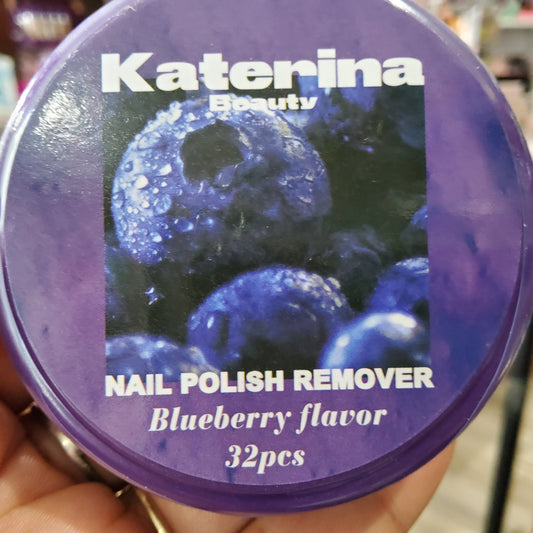 Katerina
Beauty
NAIL POLISH REMOVER
Blueberry flavor
32pcs